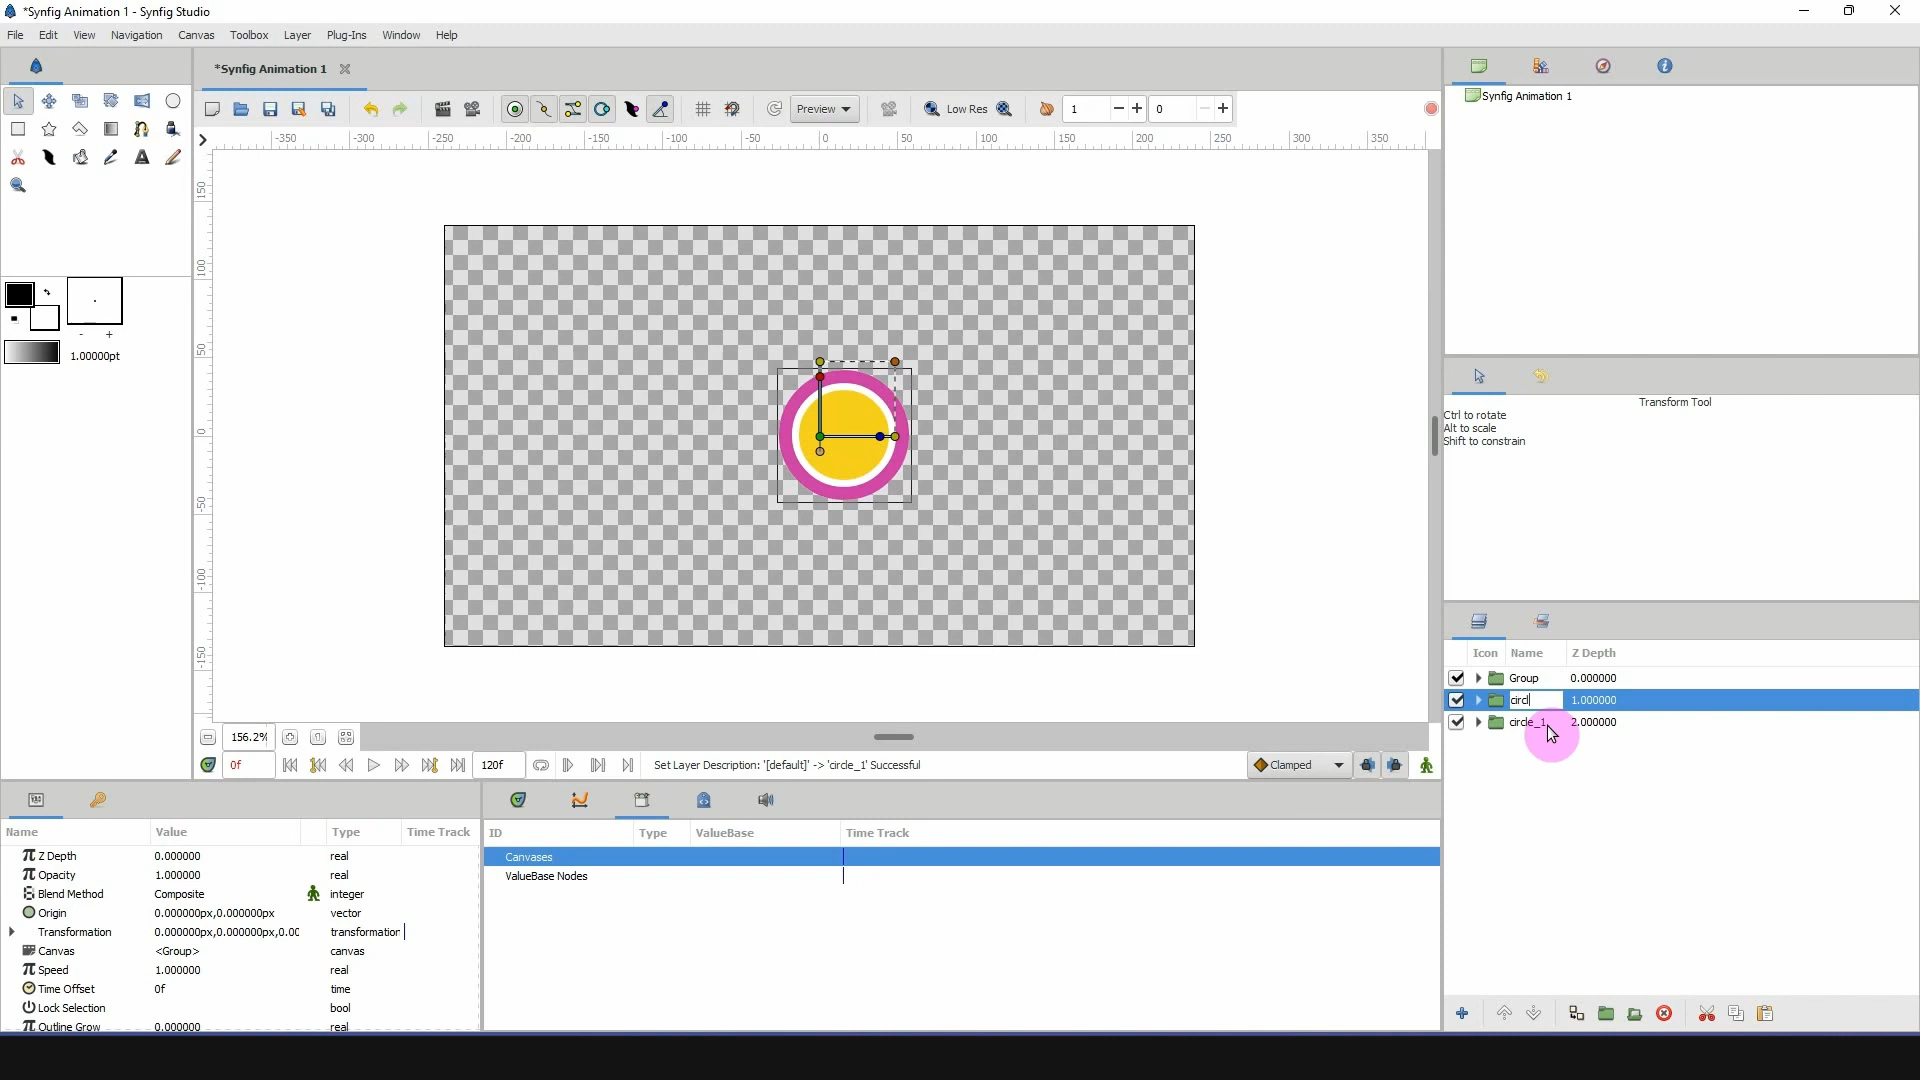 *Synfig Animation 1 - Synfig Studio
File Edit View Navigation Canvas Toolbox Layer Plug-Ins Window Help
*Synfig Animation 1
Preview Low Res 1 0
-350 -300 -250 -200 -150 -100 -50 0 50 100 150 200 250 300 350
150
100
50
0
-50
-100
-150
1.00000pt
Synfig Animation 1
Transform Tool
Ctrl to rotate
Alt to scale
Shift to constrain
Icon Name Z Depth
Group 0.000000
circl 1.000000
circle_1 2.000000
156.2%
0f 120f Set Layer Description: '[default]' -> 'circle_1' Successful Clamped
Name Value Type Time Track
Z Depth 0.000000 real
Opacity 1.000000 real
Blend Method Composite integer
Origin 0.000000px,0.000000px vector
Transformation 0.000000px,0.000000px,0.00 transformation
Canvas <Group> canvas
Speed 1.000000 real
Time Offset 0f time
Lock Selection bool
Outline Grow 0.000000 real
ID Type ValueBase Time Track
Canvases
ValueBase Nodes